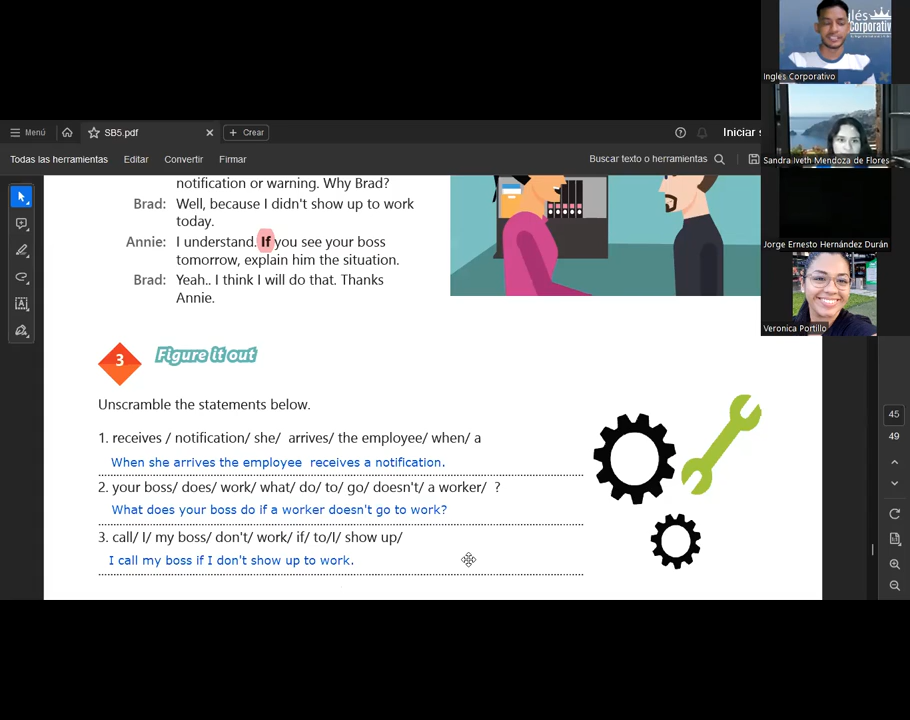 Menú
SB5.pdf
Crear
Iniciar s
Todas las herramientas
Editar
Convertir
Firmar
Buscar texto o herramientas
notification or warning. Why Brad?
Brad: Well, because I didn't show up to work
today.
Annie: I understand. If you see your boss
tomorrow, explain him the situation.
Brad: Yeah.. I think I will do that. Thanks
Annie.
3 Figure it out
Unscramble the statements below.
1. receives / notification/ she/ arrives/ the employee/ when/ a
When she arrives the employee receives a notification.
2. your boss/ does/ work/ what/ do/ to/ go/ doesn't/ a worker/ ?
What does your boss do if a worker doesn't go to work?
3. call/ I/ my boss/ don't/ work/ if/ to/I/ show up/
I call my boss if I don't show up to work.
45
49
lés
corporativ
Ingles Corporativo
Sandra Iveth Mendoza de Flores
Jorge Ernesto Hernández Durán
Veronica Portillo